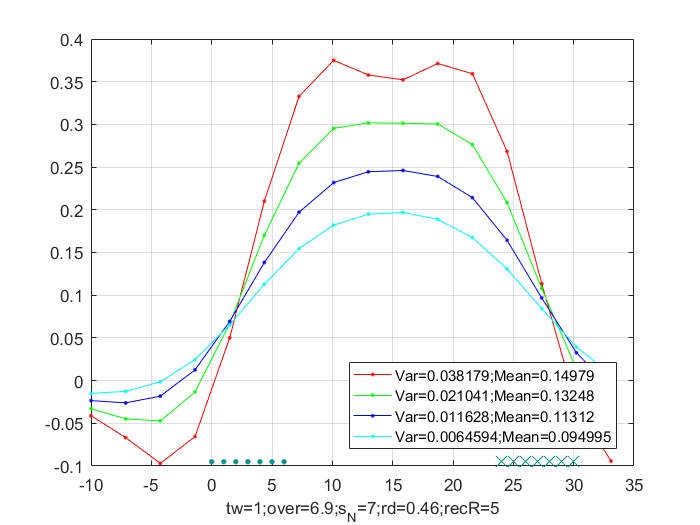 0.4
0.35
0.3
0.25
0.2
0.15
0.1
0.05
0
-0.05
-0.1
Var=0.038179;Mean=0.14979
Var=0.021041;Mean=0.13248
Var=0.011628;Mean=0.11312
Var=0.0064594;Mean=0.094995
-10 -5 0 5 10 15 20 25 30 35
tw=1;over=6.9;s_N=7;rd=0.46;recR=5